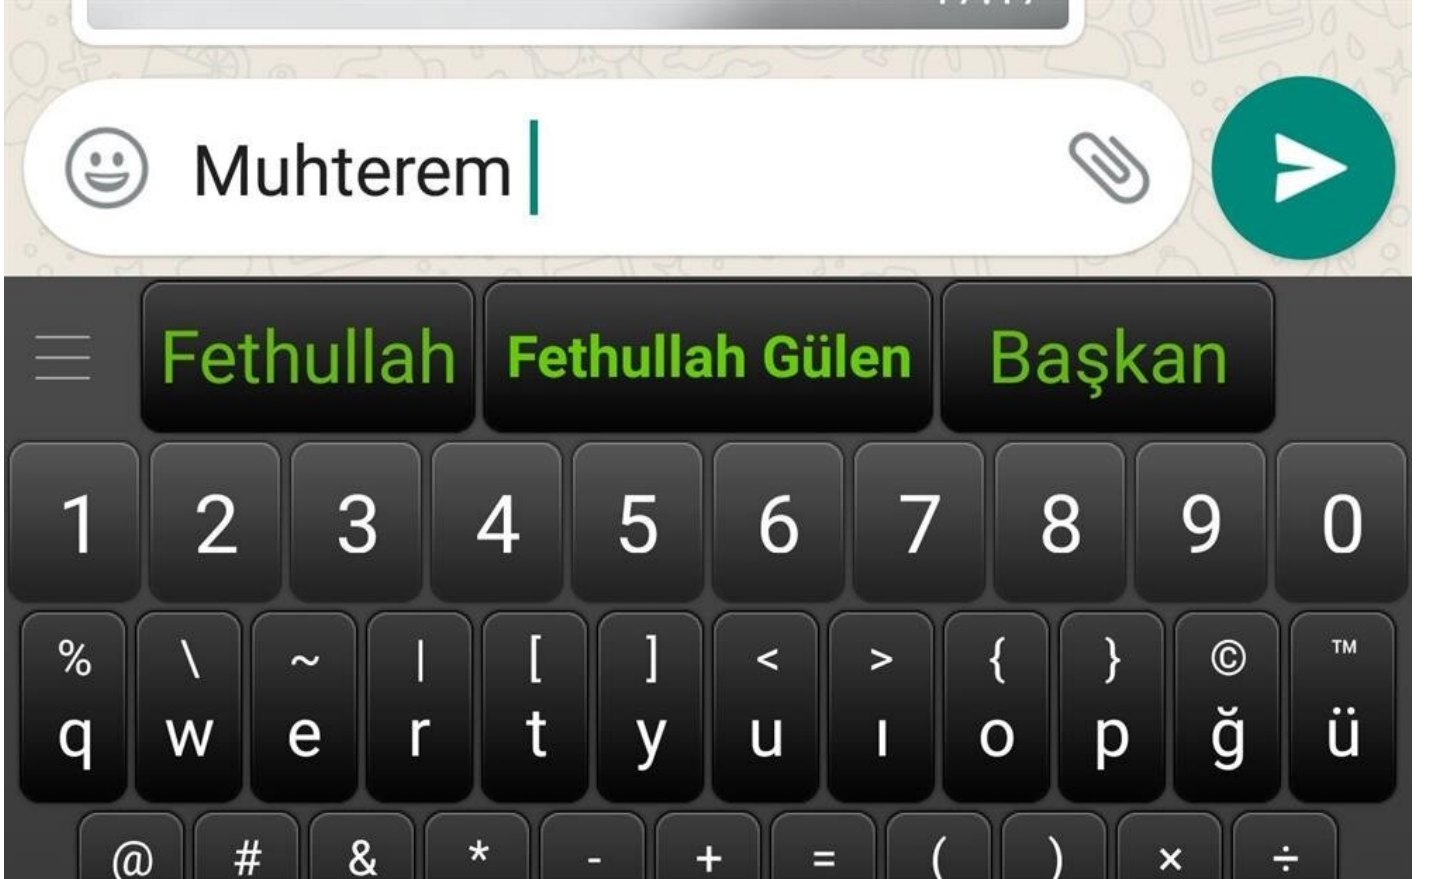 Muhterem
Fethullah Fethullah Gülen Başkan
1 2 3 4 5 6 7 8 9 0
% \ ~ | [ ] < > { } © ™
q w e r t y u ı o p ğ ü
@ # & * - + = ( ) × ÷